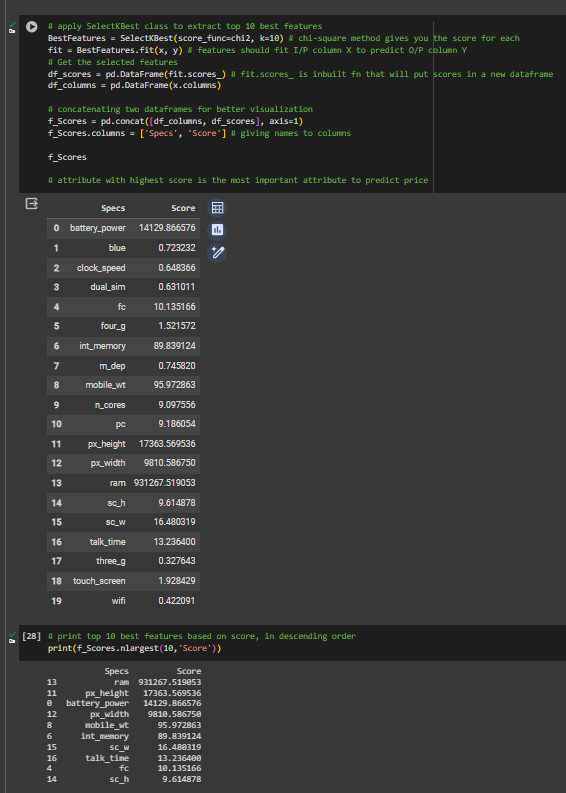 # apply SelectKBest class to extract top 10 best features
BestFeatures = SelectKBest(score_func=chi2, k=10) # chi-square method gives you the score for each
fit = BestFeatures.fit(x, y) # features should fit I/P column X to predict O/P column Y
# Get the selected features
df_scores = pd.DataFrame(fit.scores_) # fit.scores_ is inbuilt fn that will put scores in a new dataframe
df_columns = pd.DataFrame(x.columns)
# concatenating two dataframes for better visualization
f_Scores = pd.concat([df_columns, df_scores], axis=1)
f_Scores.columns = ['Specs', 'Score'] # giving names to columns
f_Scores
# attribute with highest score is the most important attribute to predict price
Specs Score
0 battery_power 14129.866576
1 blue 0.723232
2 clock_speed 0.648366
3 dual_sim 0.631011
4 fc 10.135166
5 four_g 1.521572
6 int_memory 89.839124
7 m_dep 0.745820
8 mobile_wt 95.972863
9 n_cores 9.097556
10 pc 9.186054
11 px_height 17363.569536
12 px_width 9810.586750
13 ram 931267.519053
14 sc_h 9.614878
15 sc_w 16.480319
16 talk_time 13.236400
17 three_g 0.327643
18 touch_screen 1.928429
19 wifi 0.422091
[28] # print top 10 best features based on score, in descending order
print(f_Scores.nlargest(10,'Score'))
Specs Score
13 ram 931267.519053
11 px_height 17363.569536
0 battery_power 14129.866576
12 px_width 9810.586750
8 mobile_wt 95.972863
6 int_memory 89.839124
15 sc_w 16.480319
16 talk_time 13.236400
4 fc 10.135166
14 sc_h 9.614878